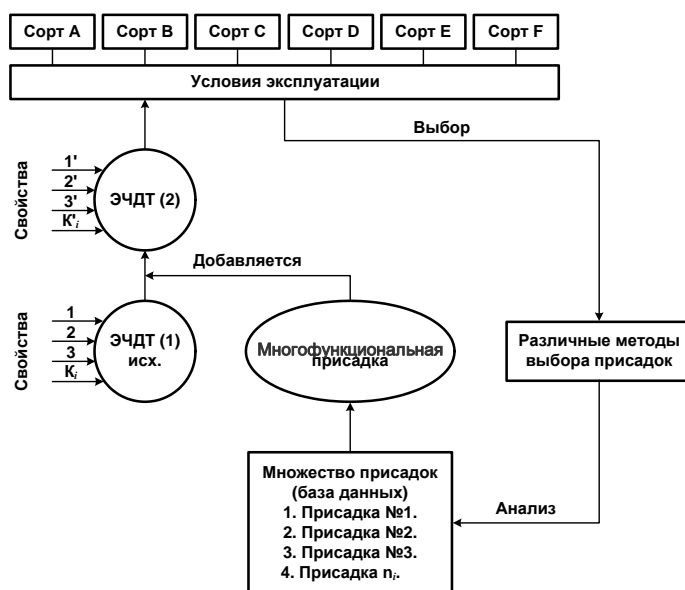 Сорт A
Сорт B
Сорт C
Сорт D
Сорт E
Сорт F
Условия эксплуатации
Выбор
Свойства
1'
2'
3'
К'i
ЭЧДТ (2)
Добавляется
Свойства
1
2
3
Кi
ЭЧДТ (1)
исх.
Многофункциональная
присадка
Различные методы
выбора присадок
Множество присадок
(база данных)
1. Присадка №1.
2. Присадка №2.
3. Присадка №3.
4. Присадка ni.
Анализ